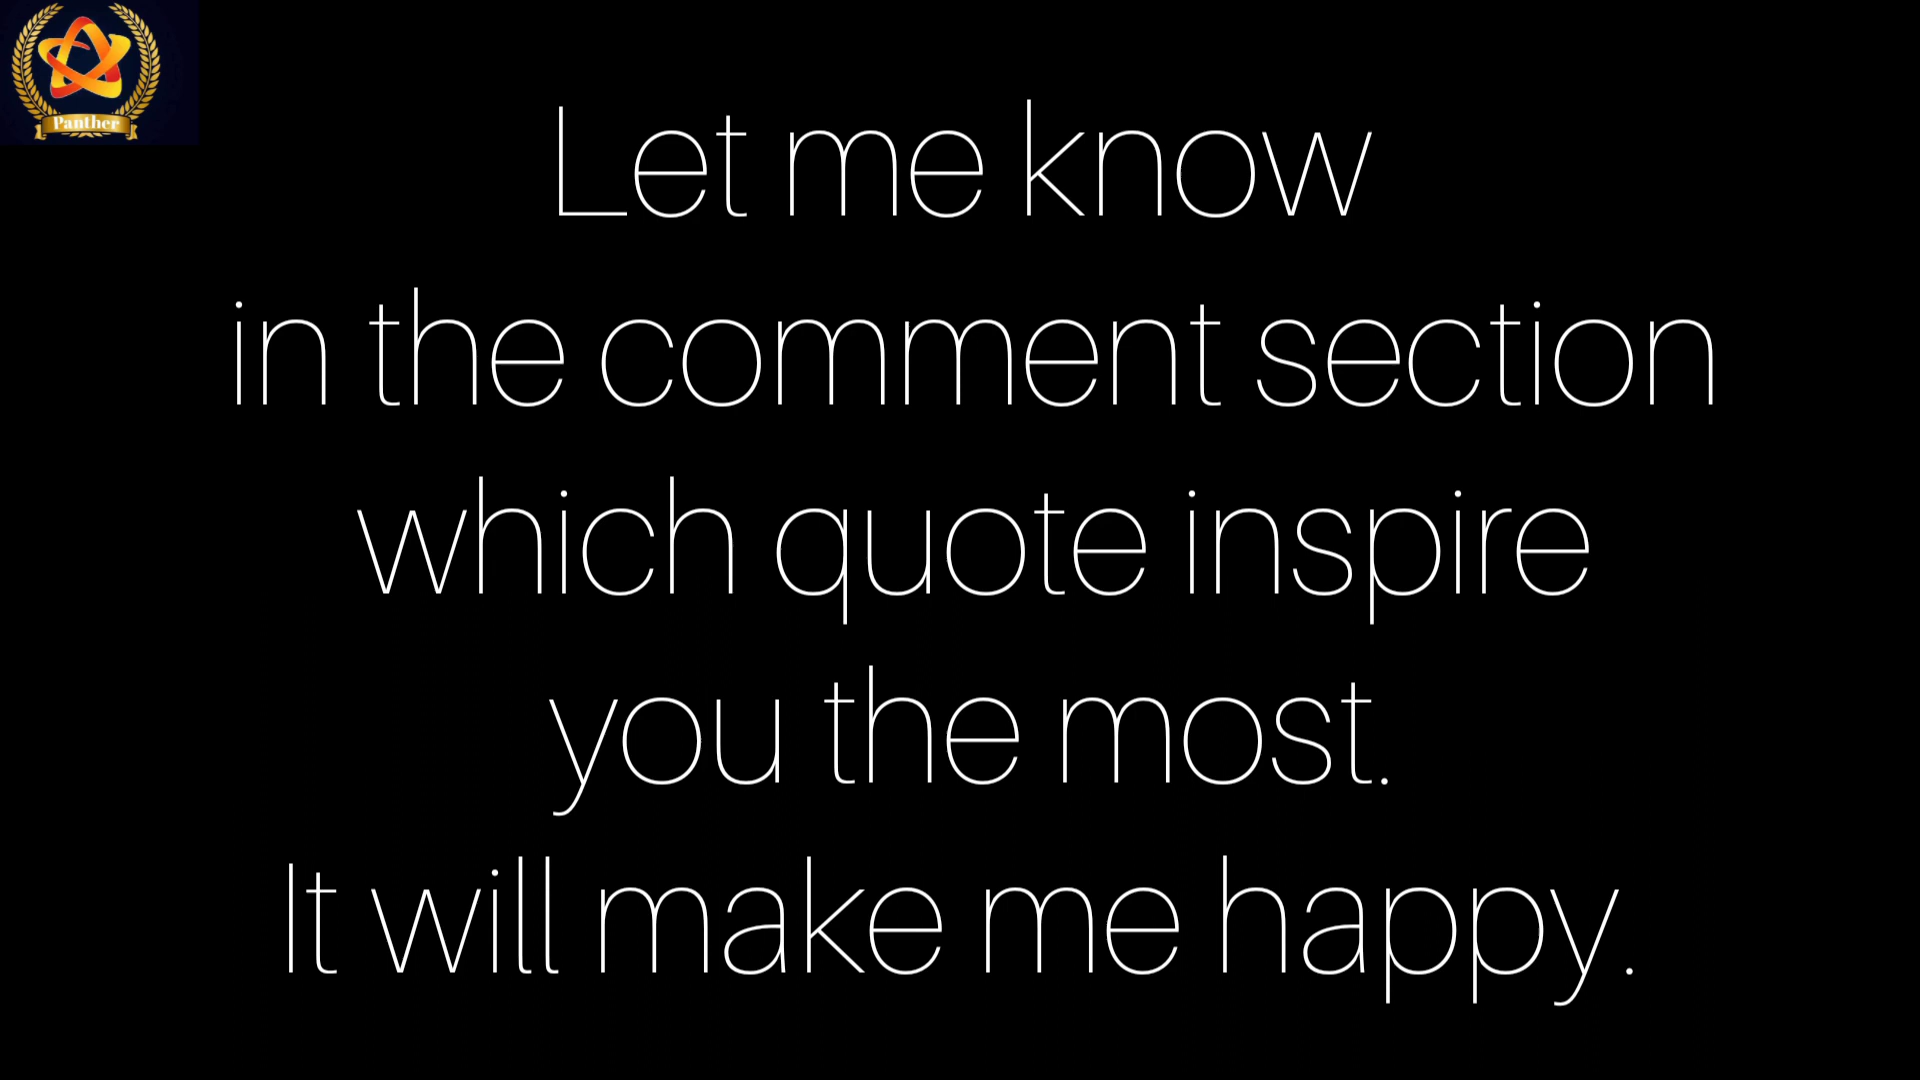 Panther
Let me know
in the comment section
which quote inspire
you the most.
It will make me happy.